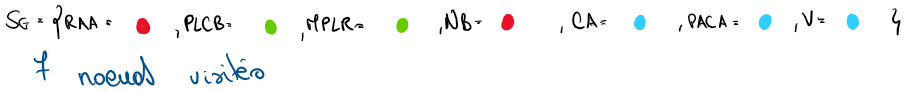 SG = {RAA = , PLCB = , MPLR = , NB = , CA = , PACA = , V = }
7 noeuds visités